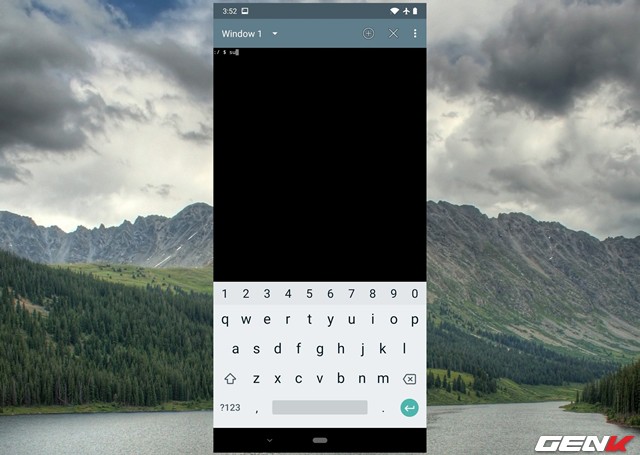 3:52
Window 1
:/ $ su
1 2 3 4 5 6 7 8 9 0
q w e r t y u i o p
a s d f g h j k l
z x c v b n m
?123 , .
GENK